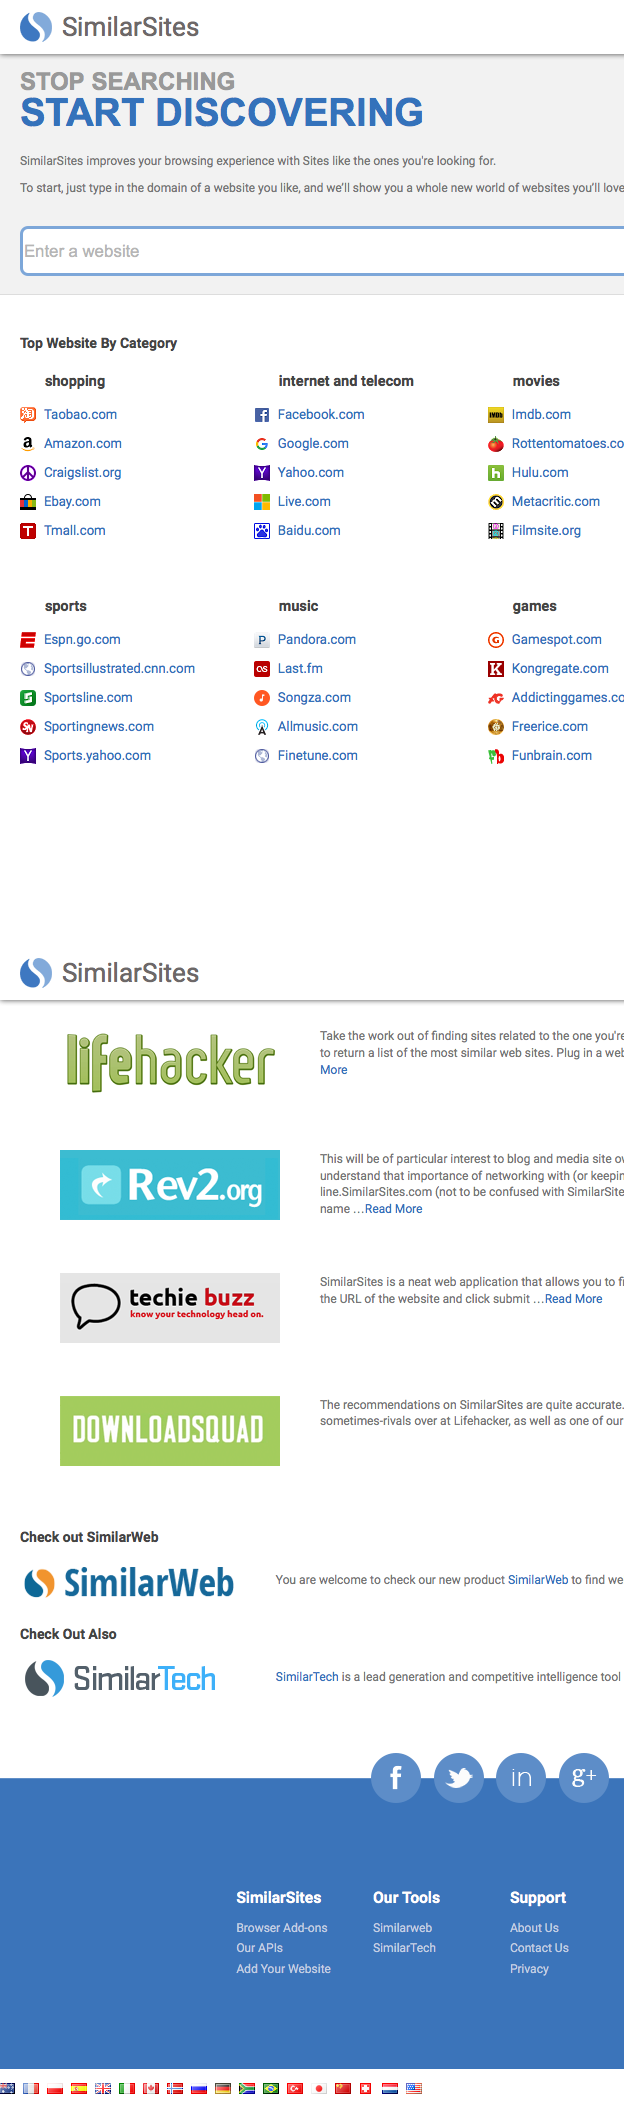 SimilarSites
STOP SEARCHING
START DISCOVERING
SimilarSites improves your browsing experience with Sites like the ones you're looking for.
To start, just type in the domain of a website you like, and we'll show you a whole new world of websites you'll love
Enter a website
Top Website By Category
shopping
Taobao.com
Amazon.com
Craigslist.org
Ebay.com
Tmall.com
internet and telecom
Facebook.com
Google.com
Yahoo.com
Live.com
Baidu.com
movies
Imdb.com
Rottentomatoes.co
Hulu.com
Metacritic.com
Filmsite.org
sports
Espn.go.com
Sportsillustrated.cnn.com
Sportsline.com
Sportingnews.com
Sports.yahoo.com
music
Pandora.com
Last.fm
Songza.com
Allmusic.com
Finetune.com
games
Gamespot.com
Kongregate.com
Addictinggames.co
Freerice.com
Funbrain.com
SimilarSites
lifehacker
Take the work out of finding sites related to the one you're
to return a list of the most similar web sites. Plug in a web
More
Rev2.org
This will be of particular interest to blog and media site ow
understand that importance of networking with (or keeping
line.SimilarSites.com (not to be confused with SimilarSite
name ...Read More
techie buzz
know your technology head on.
SimilarSites is a neat web application that allows you to fi
the URL of the website and click submit ...Read More
DOWNLOADSQUAD
The recommendations on SimilarSites are quite accurate.
sometimes-rivals over at Lifehacker, as well as one of our
Check out SimilarWeb
SimilarWeb
You are welcome to check our new product SimilarWeb to find we
Check Out Also
SimilarTech
SimilarTech is a lead generation and competitive intelligence tool
f
in
g+
SimilarSites
Browser Add-ons
Our APIs
Add Your Website
Our Tools
Similarweb
SimilarTech
Support
About Us
Contact Us
Privacy